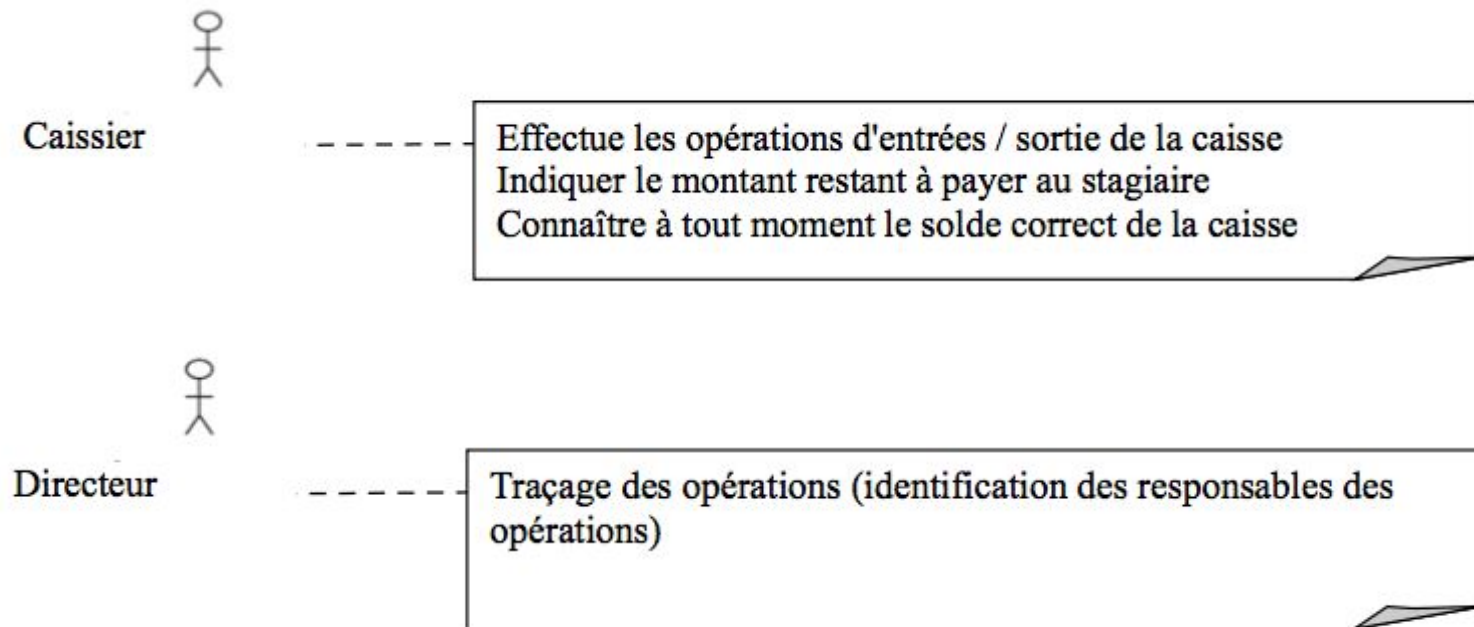 Caissier
Effectue les opérations d'entrées / sortie de la caisse
Indiquer le montant restant à payer au stagiaire
Connaître à tout moment le solde correct de la caisse
Directeur
Traçage des opérations (identification des responsables des
opérations)